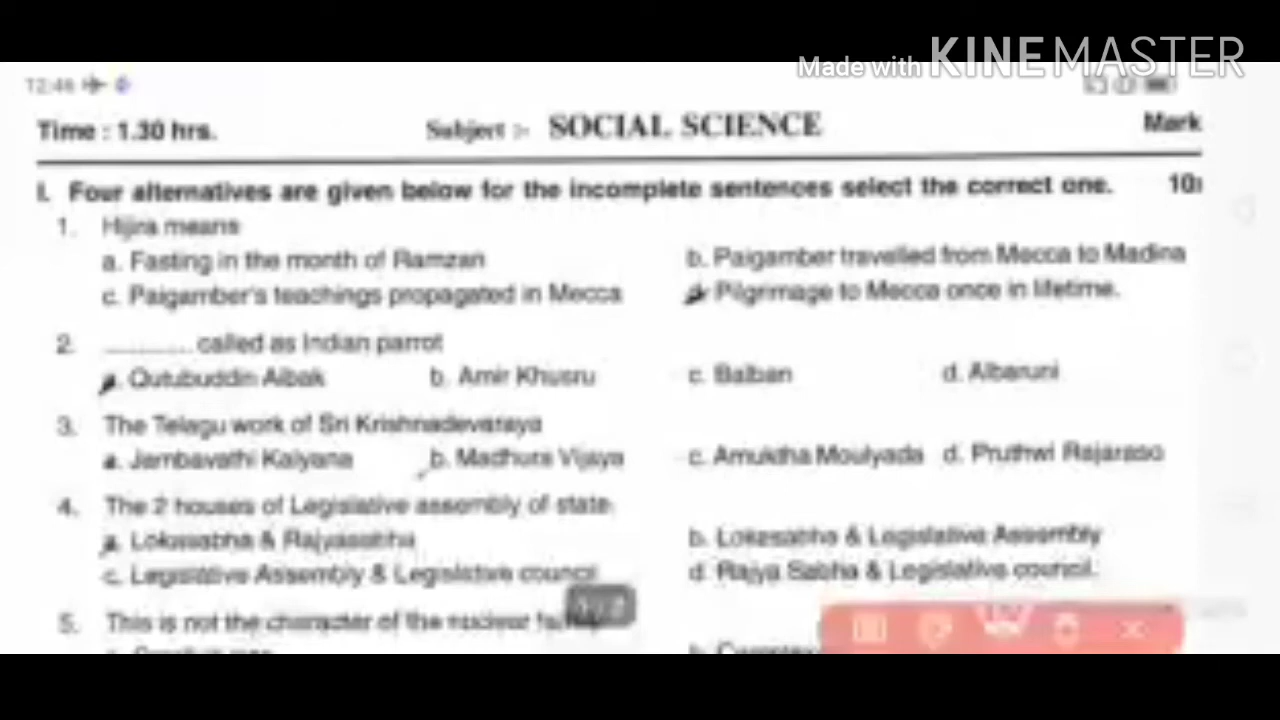 Made with KINEMASTER
12:46
Time : 1.30 hrs. Subject :- SOCIAL SCIENCE Mark
I. Four alternatives are given below for the incomplete sentences select the correct one. 10
1. Hijira means
a. Fasting in the month of Ramzan b. Paigamber travelled from Mecca to Madina
c. Paigamber's teachings propagated in Mecca Pilgrimage to Mecca once in lifetime.
2. ............ called as Indian parrot
a. Qutubuddin Aibak b. Amir Khusru c. Balban d. Albaruni
3. The Telagu work of Sri Krishnadevaraya
a. Jambavathi Kalyana b. Madhura Vijaya c. Amuktha Moulyada d. Pruthwi Rajaraso
4. The 2 houses of Legislative assembly of state.
a. Lokasabha & Rajyasabha b. Lokasabha & Legislative Assembly
c. Legislative Assembly & Legislative council d. Rajya Sabha & Legislative council.
5. This is not the character of the nuclear